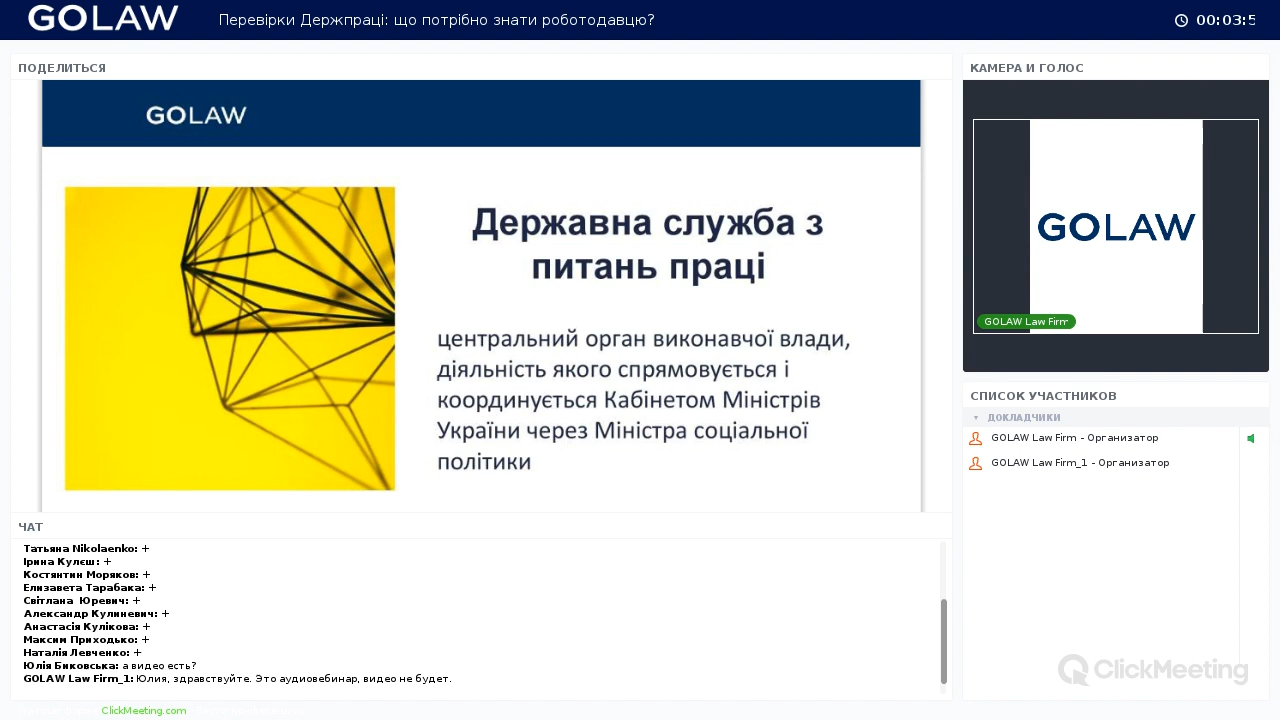 GOLAW
Перевірки Держпраці: що потрібно знати роботодавцю?
00:03:5
ПОДЕЛИТЬСЯ
GOLAW
Державна служба з
питань праці
центральний орган виконавчої влади,
діяльність якого спрямовується і
координується Кабінетом Міністрів
України через Міністра соціальної
політики
КАМЕРА И ГОЛОС
GOLAW
GOLAW Law Firm
СПИСОК УЧАСТНИКОВ
ДОКЛАДЧИКИ
GOLAW Law Firm - Организатор
GOLAW Law Firm_1 - Организатор
ЧАТ
Татьяна Nikolaenko: +
Ірина Кулєш: +
Костянтин Моряков: +
Елизавета Тарабака: +
Світлана Юревич: +
Александр Кулиневич: +
Анастасія Кулікова: +
Максим Приходько: +
Наталія Левченко: +
Юлія Биковська: а видео есть?
GOLAW Law Firm_1: Юлия, здравствуйте. Это аудиовебинар, видео не будет.
ClickMeeting
ClickMeeting.com